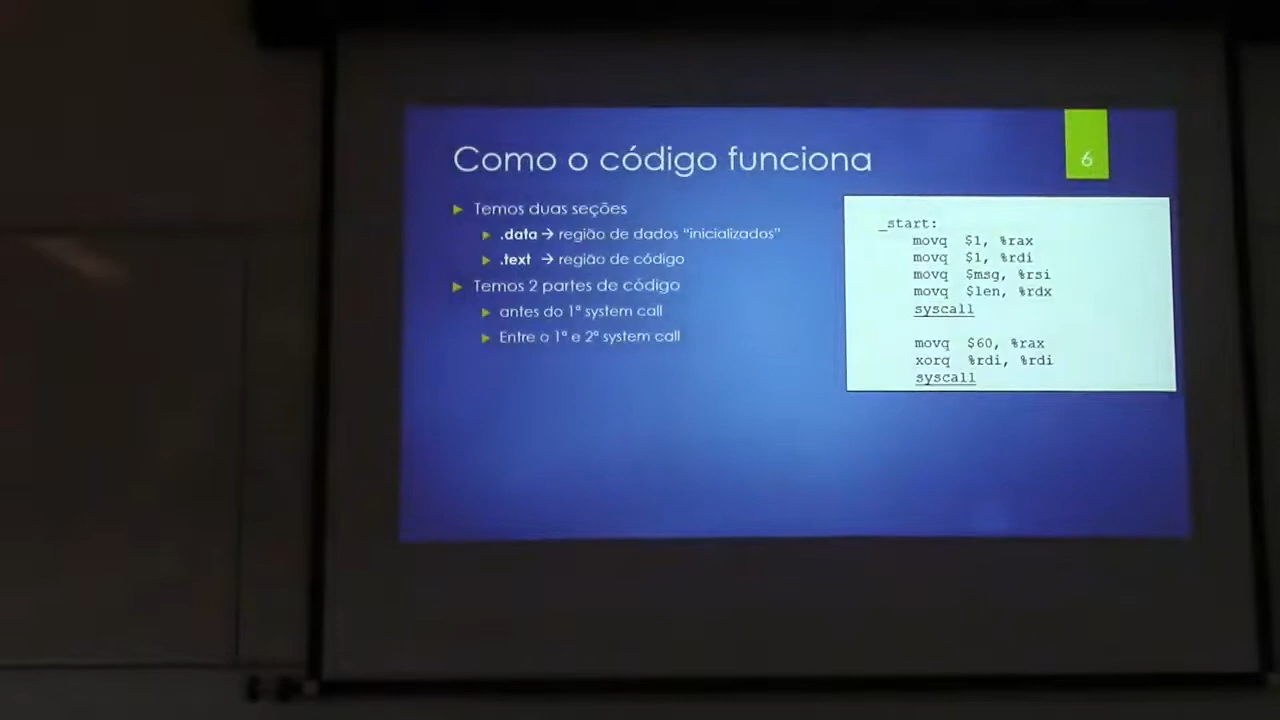 Como o código funciona
6
Temos duas seções
.data → região de dados “inicializados”
.text → região de código
Temos 2 partes de código
antes do 1º system call
Entre o 1º e 2º system call
_start:
movq $1, %rax
movq $1, %rdi
movq $msg, %rsi
movq $len, %rdx
syscall
movq $60, %rax
xorq %rdi, %rdi
syscall